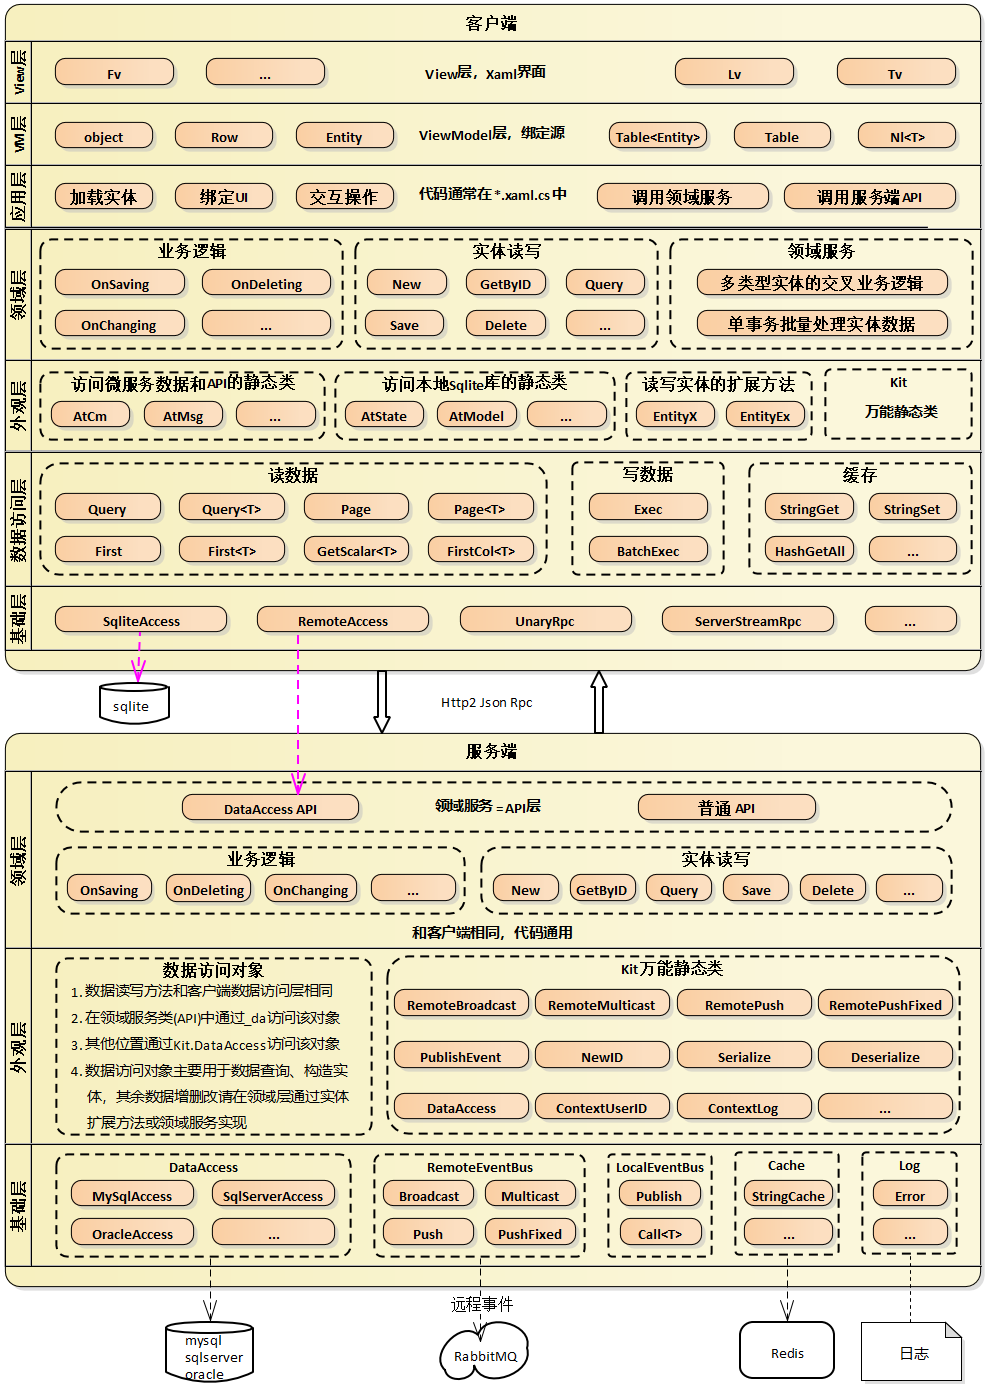 客户端
View层
Fv
...
View层，Xaml界面
Lv
Tv
VM层
object
Row
Entity
ViewModel层，绑定源
Table<Entity>
Table
Nl<T>
应用层
加载实体
绑定UI
交互操作
代码通常在*.xaml.cs中
调用领域服务
调用服务端API
领域层
业务逻辑
OnSaving
OnDeleting
OnChanging
...
实体读写
New
GetByID
Query
Save
Delete
...
领域服务
多类型实体的交叉业务逻辑
单事务批量处理实体数据
外观层
访问微服务数据和API的静态类
AtCm
AtMsg
...
访问本地Sqlite库的静态类
AtState
AtModel
...
读写实体的扩展方法
EntityX
EntityEx
Kit
万能静态类
数据访问层
读数据
Query
Query<T>
Page
Page<T>
First
First<T>
GetScalar<T>
FirstCol<T>
写数据
Exec
BatchExec
缓存
StringGet
StringSet
HashGetAll
...
基础层
SqliteAccess
RemoteAccess
UnaryRpc
ServerStreamRpc
...
sqlite
Http2 Json Rpc
服务端
领域层
DataAccess API
领域服务=API层
普通API
业务逻辑
OnSaving
OnDeleting
OnChanging
...
实体读写
New
GetByID
Query
Save
Delete
...
和客户端相同，代码通用
外观层
数据访问对象
1. 数据读写方法和客户端数据访问层相同
2. 在领域服务类(API)中通过_da访问该对象
3. 其他位置通过Kit.DataAccess访问该对象
4. 数据访问对象主要用于数据查询、构造实
体，其余数据增删改请在领域层通过实体
扩展方法或领域服务实现
Kit万能静态类
RemoteBroadcast
RemoteMulticast
RemotePush
RemotePushFixed
PublishEvent
NewID
Serialize
Deserialize
DataAccess
ContextUserID
ContextLog
...
基础层
DataAccess
MySqlAccess
SqlServerAccess
OracleAccess
...
RemoteEventBus
Broadcast
Multicast
Push
PushFixed
LocalEventBus
Publish
Call<T>
Cache
StringCache
...
Log
Error
...
远程事件
mysql
sqlserver
oracle
RabbitMQ
Redis
日志